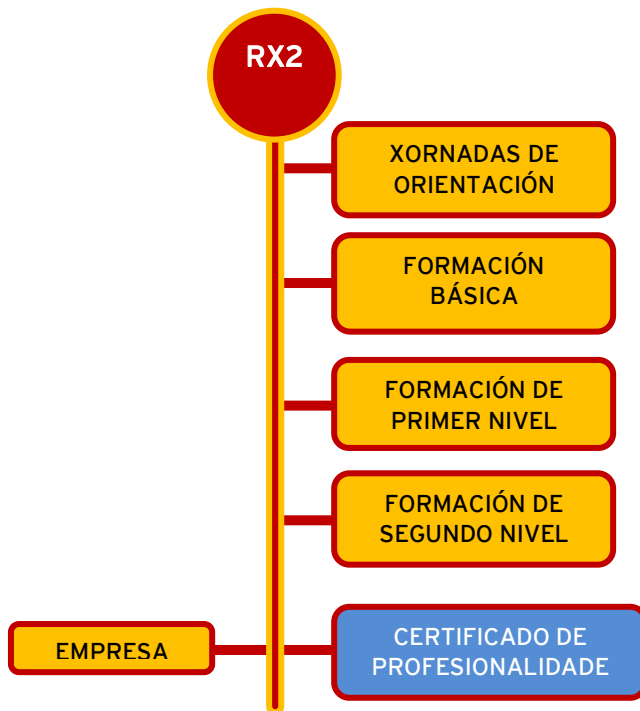 RX2
XORNADAS DE
ORIENTACIÓN
FORMACIÓN
BÁSICA
FORMACIÓN DE
PRIMER NIVEL
FORMACIÓN DE
SEGUNDO NIVEL
EMPRESA
CERTIFICADO DE
PROFESIONALIDADE